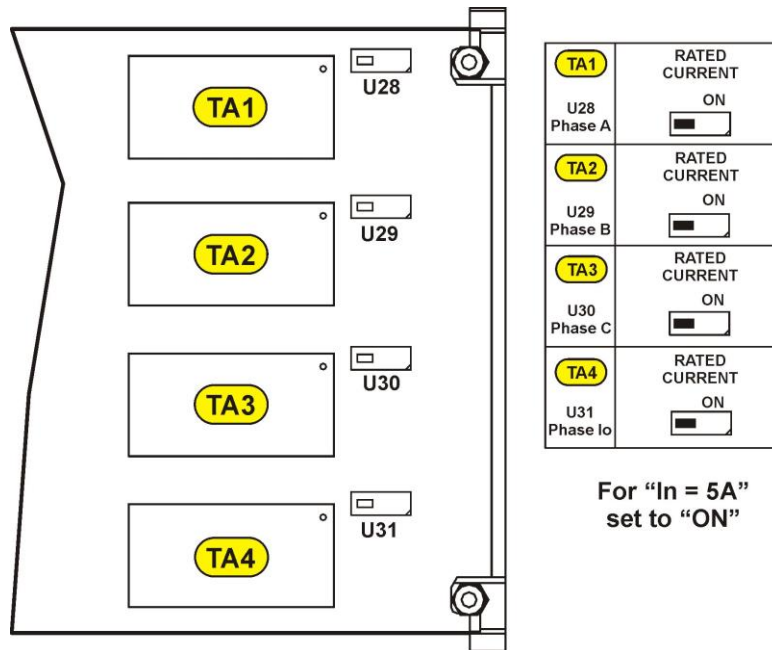 TA1
U28
TA2
U29
TA3
U30
TA4
U31
TA1
U28
Phase A
RATED
CURRENT
ON
TA2
U29
Phase B
RATED
CURRENT
ON
TA3
U30
Phase C
RATED
CURRENT
ON
TA4
U31
Phase Io
RATED
CURRENT
ON
For “In = 5A”
set to “ON”